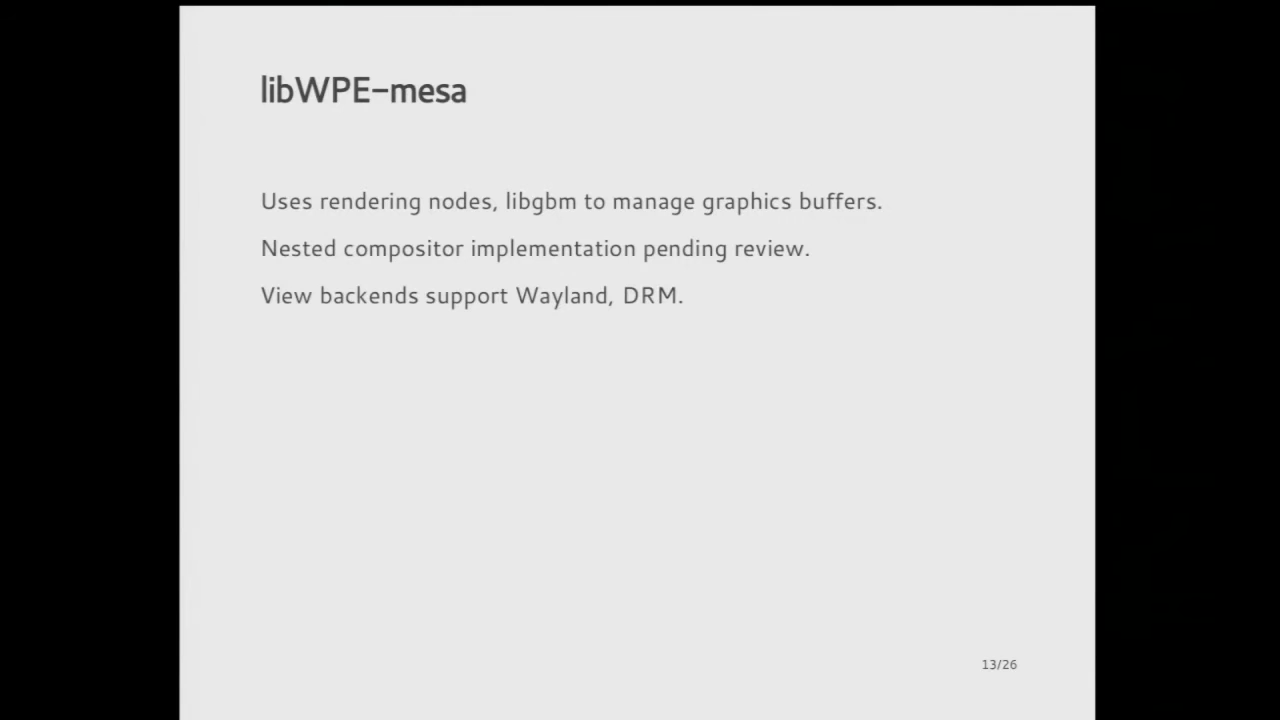 libWPE-mesa
Uses rendering nodes, libgbm to manage graphics buffers.
Nested compositor implementation pending review.
View backends support Wayland, DRM.
13/26